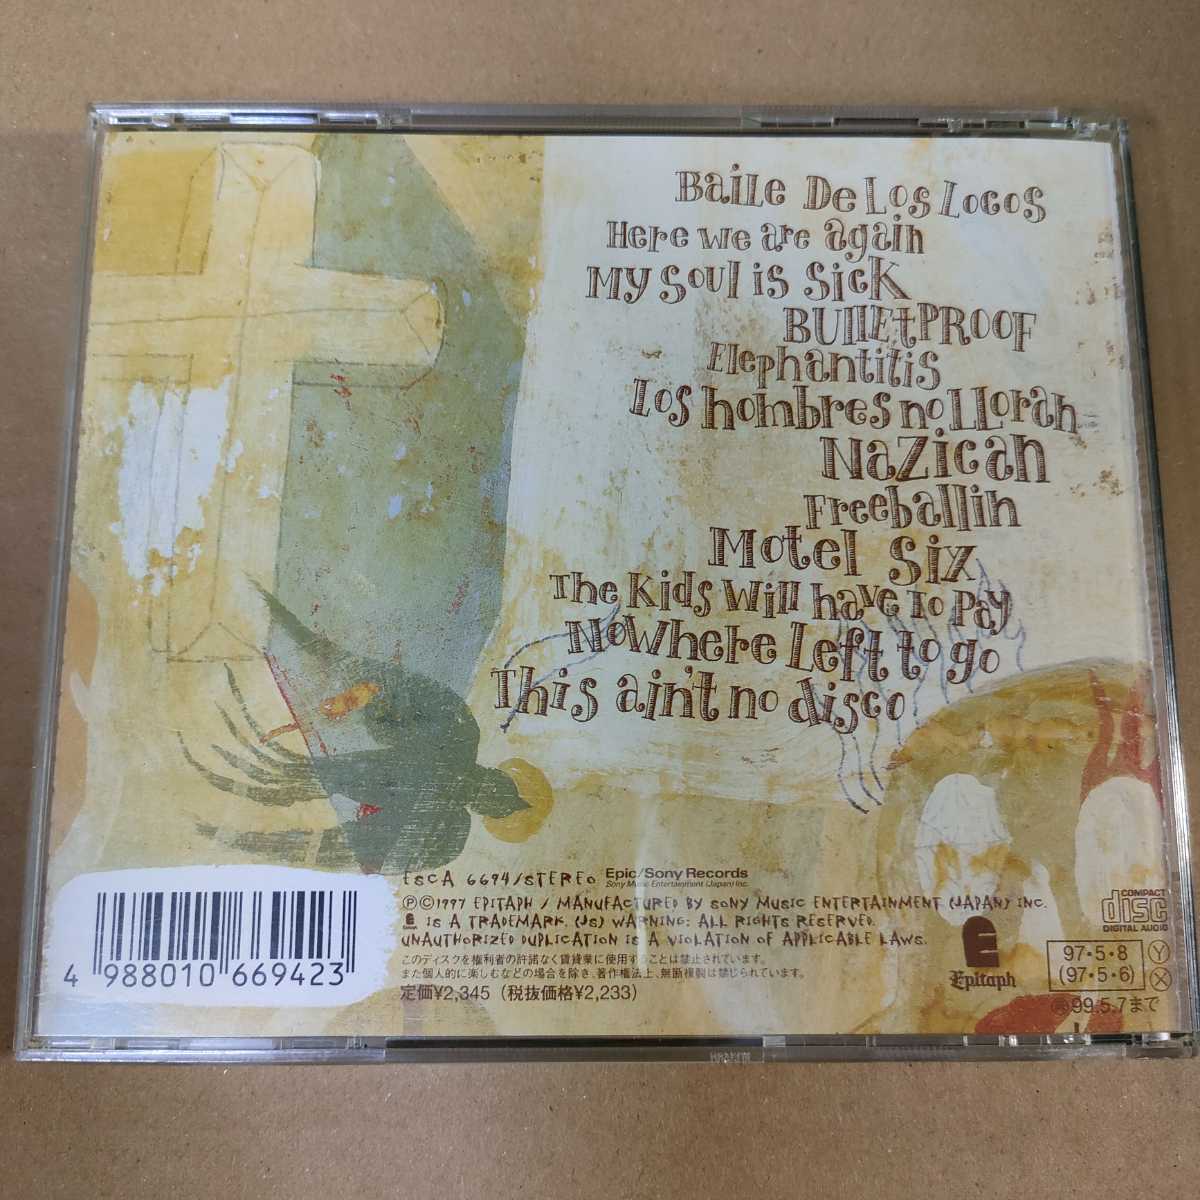 Baile De Los Locos
Here we are again
My soul is sick
BULLEtPROOF
Elephantitis
Los hombres no LLoran
Nazican
Freeballin
Motel Six
The Kids Will have To Pay
NoWhere Left to go
This ain't no disco
ESCA 6694/STEREO Epic/Sony Records
Sony Music Entertainment (Japan) Inc.
Ⓟ©1997 EPITAPH / MANUFACTURED BY SONY MUSIC ENTERTAINMENT (JAPAN) INC.
E IS A TRADEMARK. (JS) WARNING: ALL RIGHTS RESERVED.
UNAUTHORIZED DUPLICATION IS A VIOLATION OF APPLICABLE LAWS.
このディスクを権利者の許諾なく賃貸業に使用することは禁止されています。
また個人的に楽しむなどの場合を除き、著作権法上、無断複製は禁じられています。
定価¥2,345（税抜価格¥2,233）
4 988010 669423
E
Epitaph
COMPACT
disc
DIGITAL AUDIO
97・5・8 Ⓨ
(97・5・6) Ⓧ
99.5.7まで